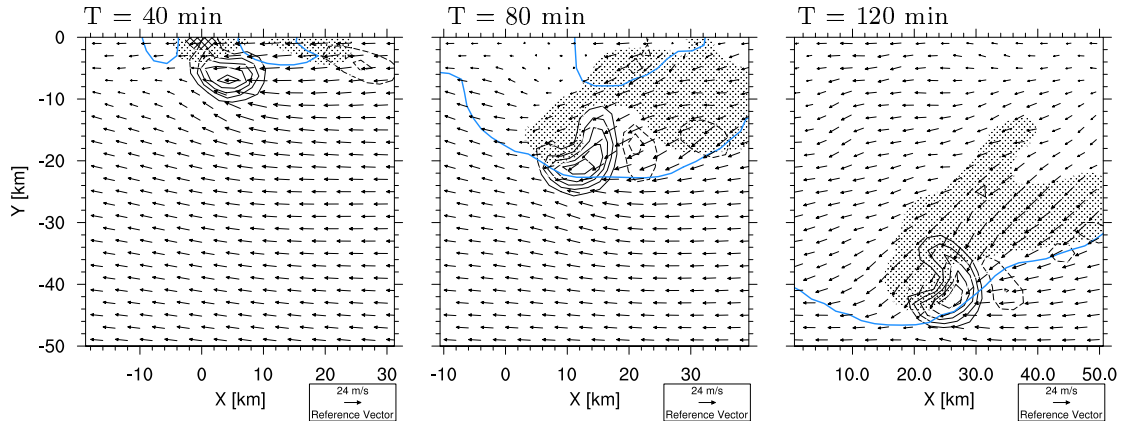 T = 40 min T = 80 min T = 120 min
0
-10
-20
-30
-40
-50
Y [km]
-10 0 10 20 30 -10 0 10 20 30 10.0 20.0 30.0 40.0 50.0
X [km] X [km] X [km]
24 m/s 24 m/s 24 m/s
Reference Vector Reference Vector Reference Vector